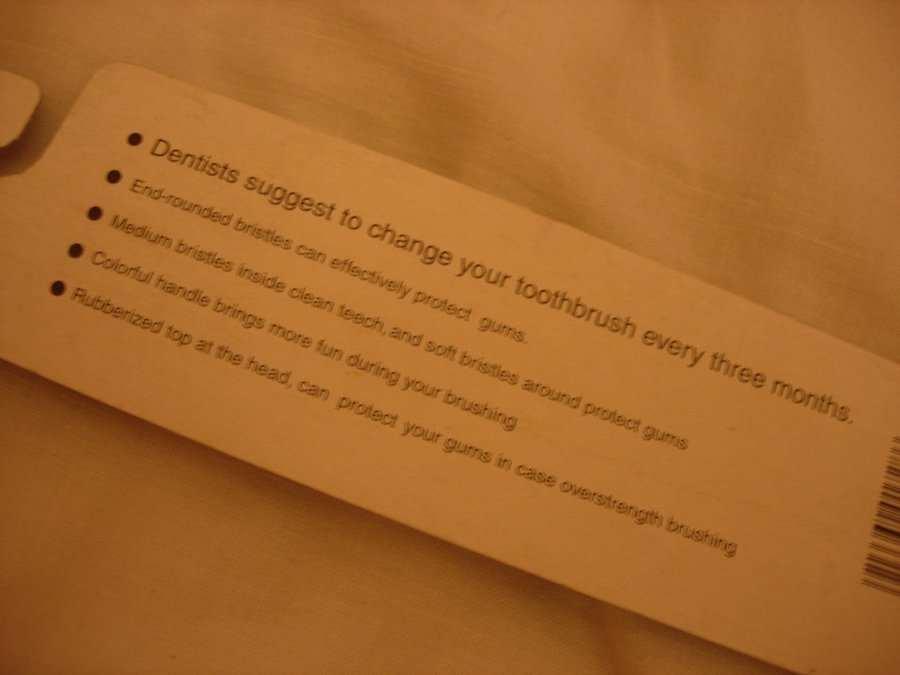 ● Dentists suggest to change your toothbrush every three months.
● End-rounded bristles can effectively protect gums.
● Medium bristles inside clean teech, and soft bristles around protect gums
● Colorful handle brings more fun during your brushing
● Rubberized top at the head, can protect your gums in case overstrength brushing